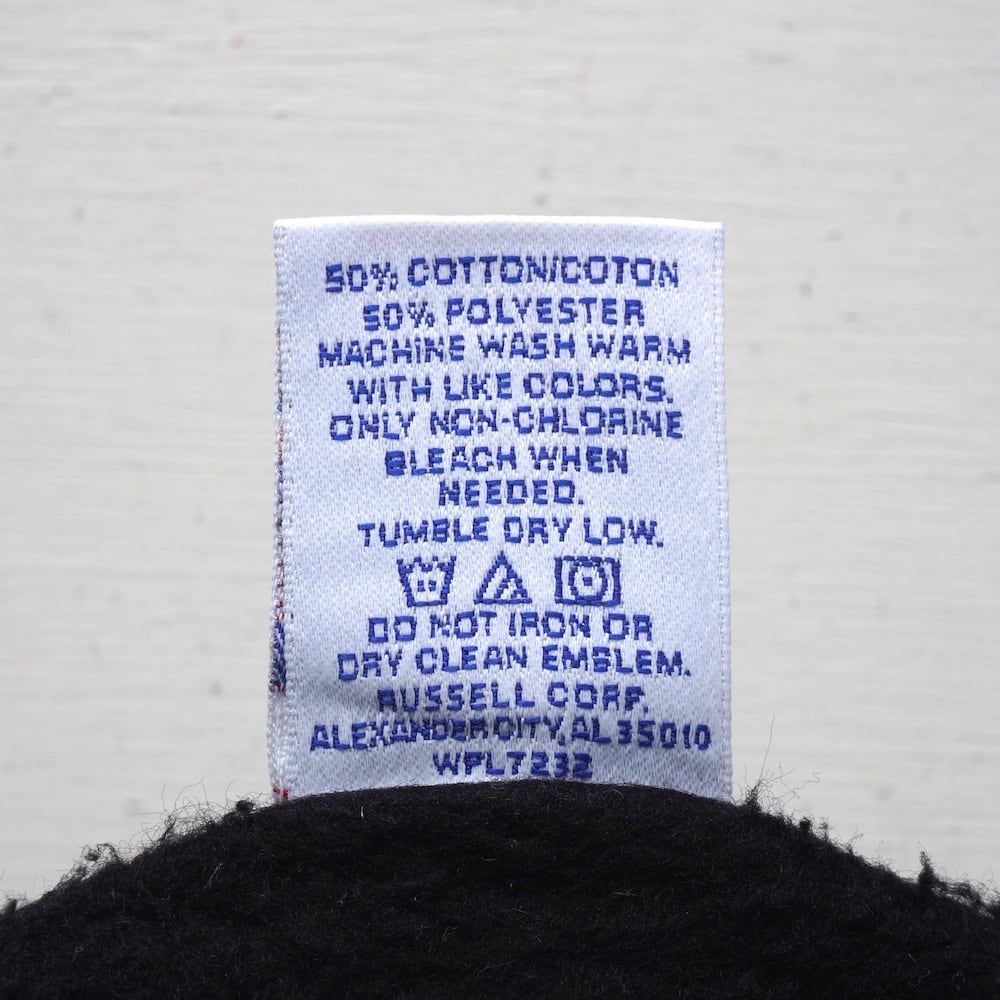 50% COTTON/COTON
50% POLYESTER
MACHINE WASH WARM
WITH LIKE COLORS.
ONLY NON-CHLORINE
BLEACH WHEN
NEEDED.
TUMBLE DRY LOW.
DO NOT IRON OR
DRY CLEAN EMBLEM.
RUSSELL CORP.
ALEXANDER CITY, AL 35010
WPL7232